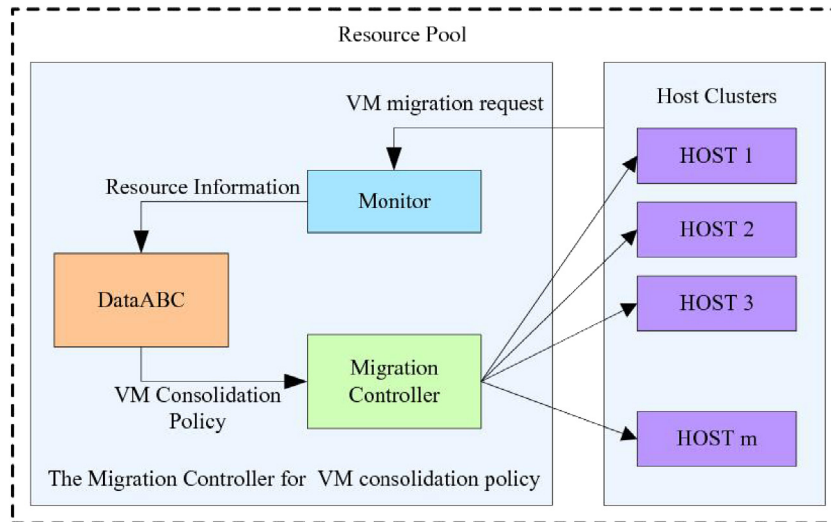 Resource Pool
VM migration request
Host Clusters
HOST 1
Resource Information
Monitor
HOST 2
DataABC
HOST 3
Migration
Controller
VM Consolidation
Policy
HOST m
The Migration Controller for VM consolidation policy